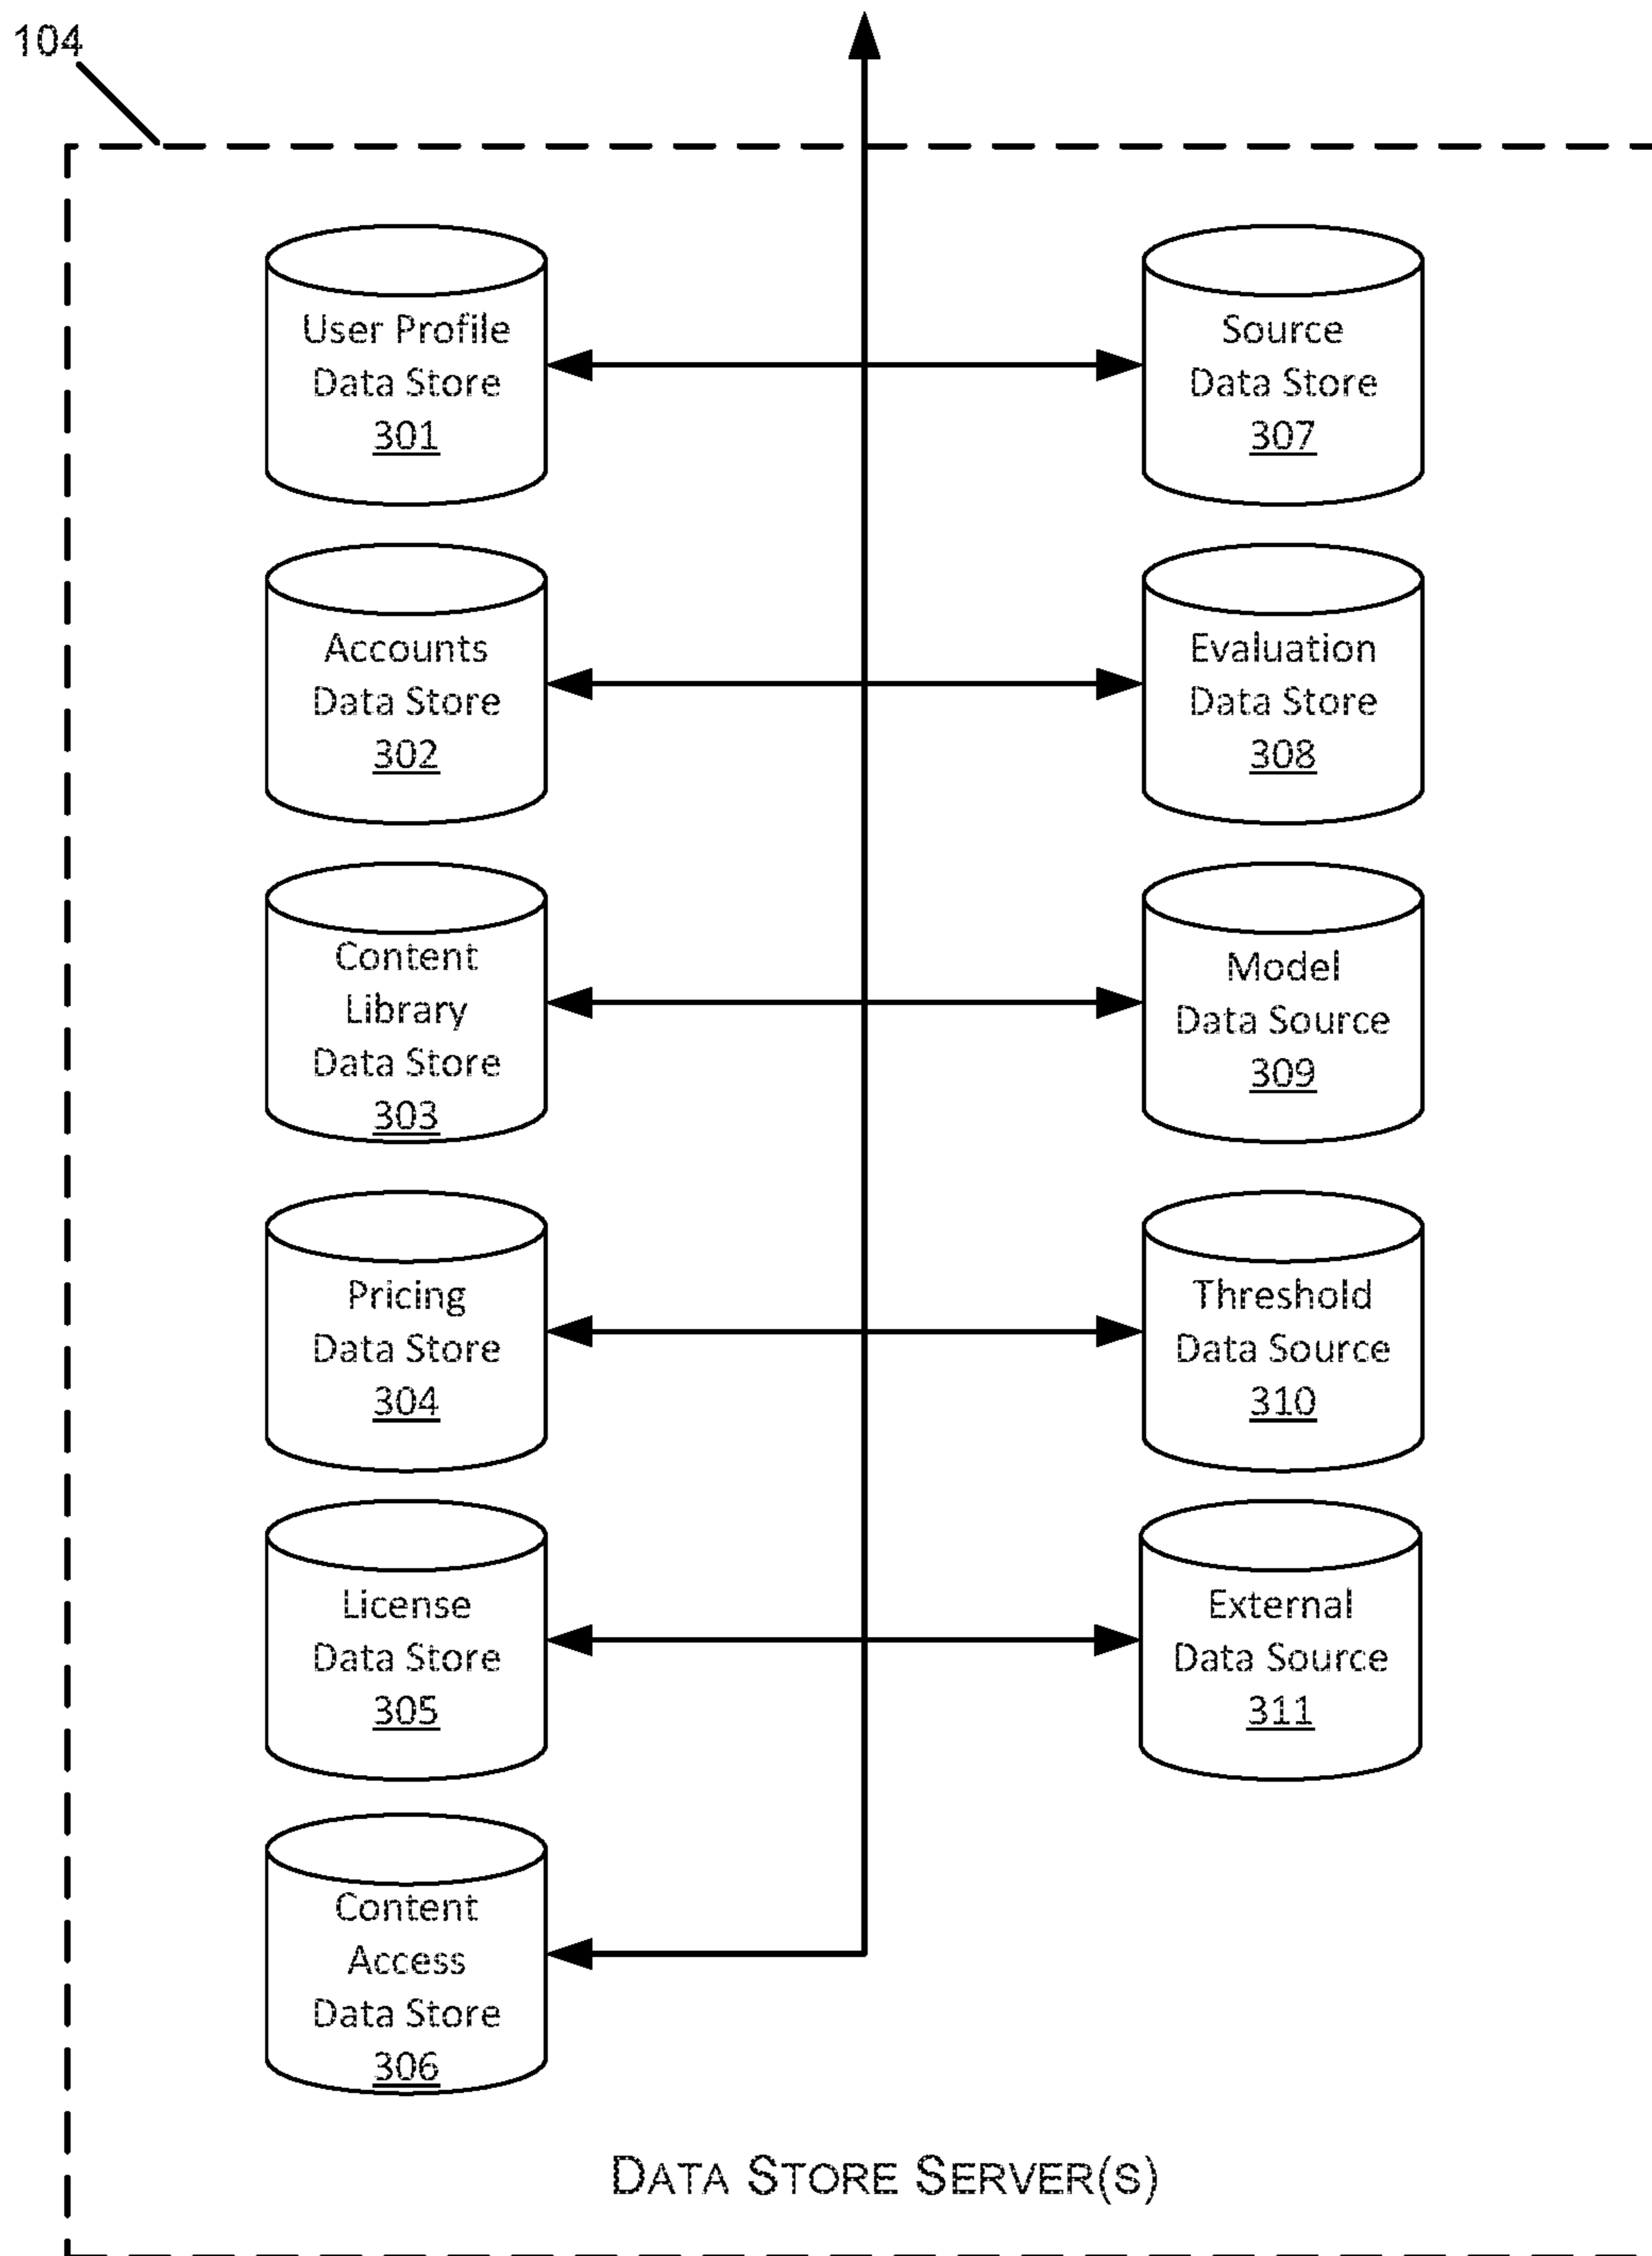 104
User Profile
Data Store
301
Source
Data Store
307
Accounts
Data Store
302
Evaluation
Data Store
308
Content
Library
Data Store
303
Model
Data Source
309
Pricing
Data Store
304
Threshold
Data Source
310
License
Data Store
305
External
Data Source
311
Content
Access
Data Store
306
DATA STORE SERVER(S)